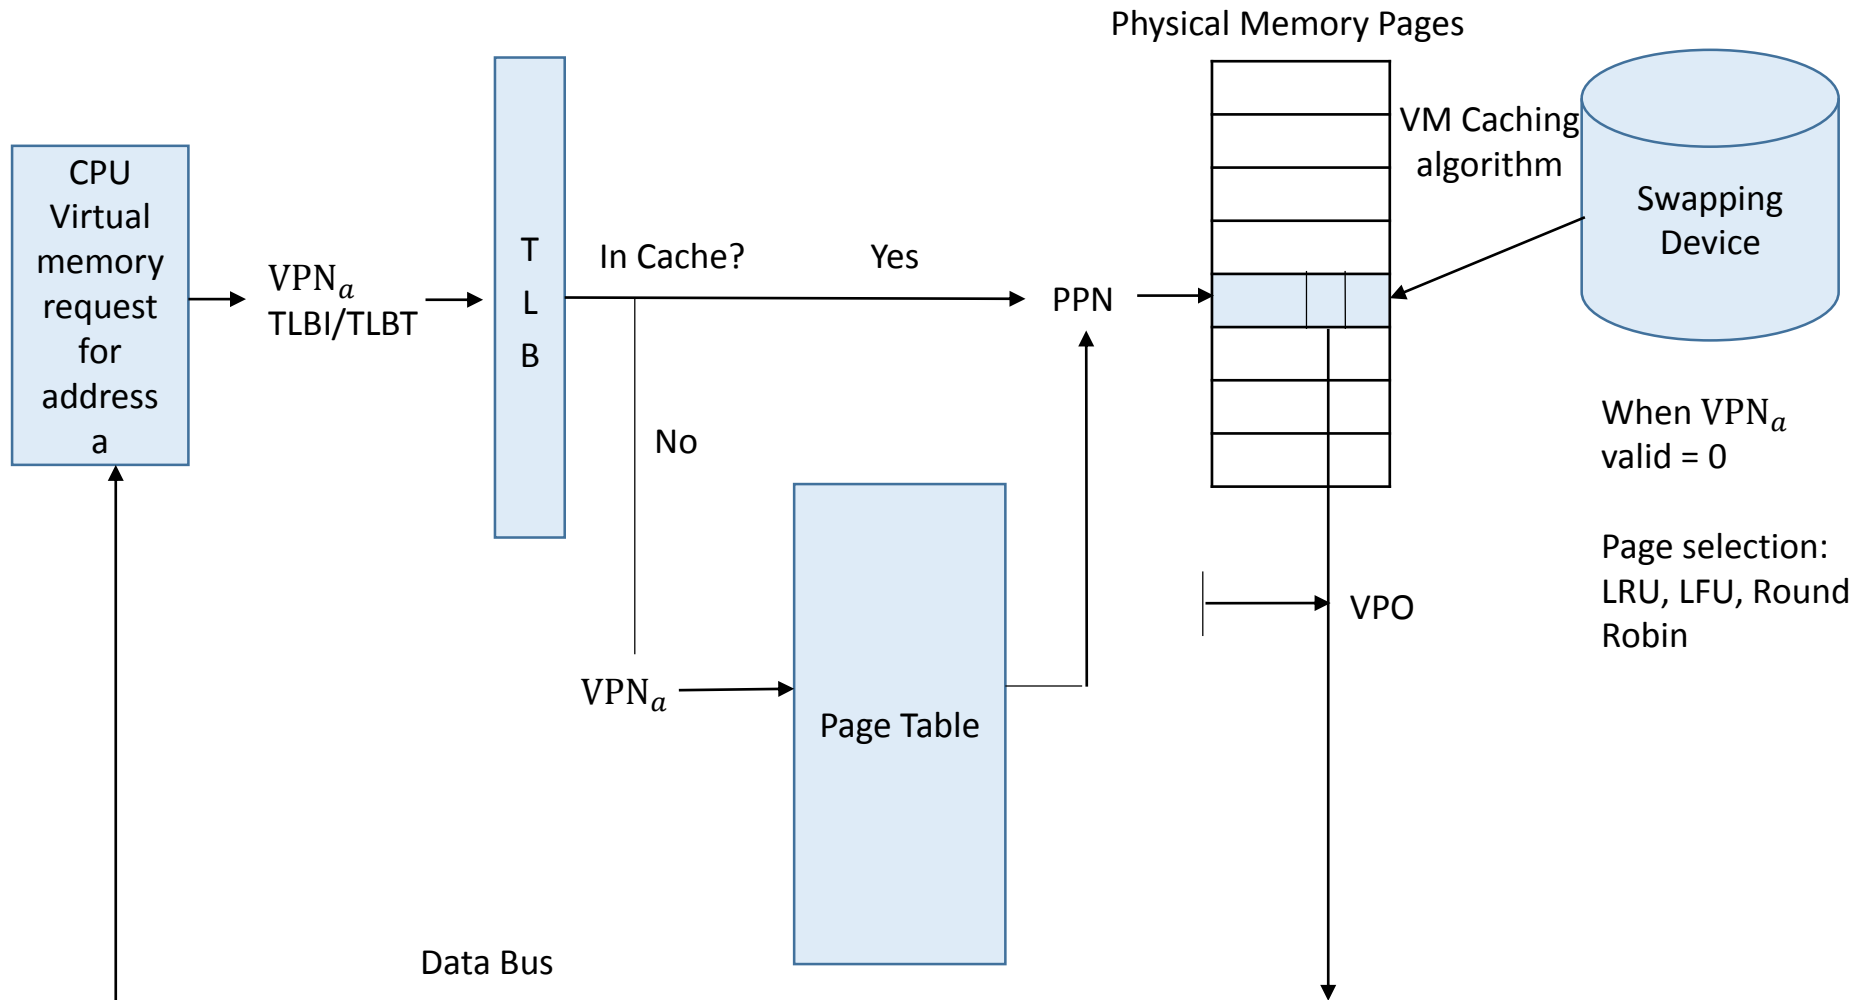 Physical Memory Pages
CPU
Virtual
memory
request
for
address
a
VPNₐ
TLBI/TLBT
T
L
B
In Cache?
Yes
No
VPNₐ
Page Table
PPN
VM Caching
algorithm
Swapping
Device
When VPNₐ
valid = 0
Page selection:
LRU, LFU, Round
Robin
VPO
Data Bus